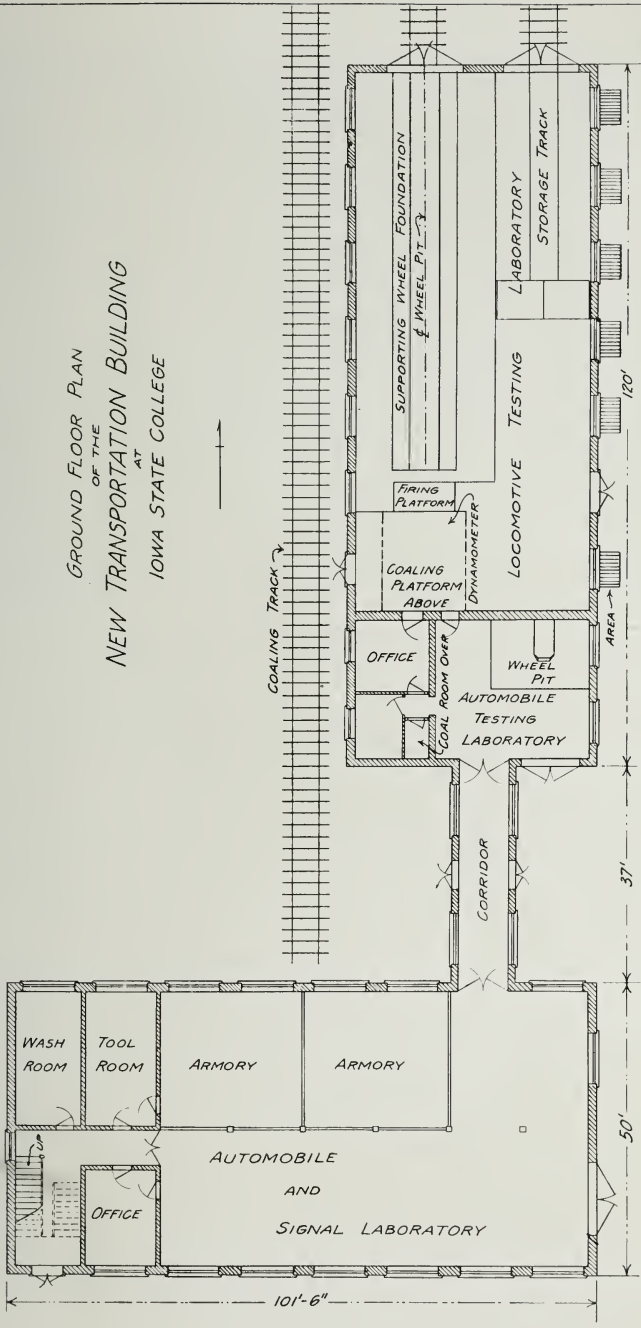 GROUND FLOOR PLAN
OF THE
NEW TRANSPORTATION BUILDING
AT
IOWA STATE COLLEGE
COALING TRACK
SUPPORTING WHEEL FOUNDATION
℄ WHEEL PIT
LABORATORY
STORAGE TRACK
LOCOMOTIVE TESTING
FIRING
PLATFORM
COALING
PLATFORM
ABOVE
DYNAMOMETER
120'
AREA
OFFICE
COAL ROOM OVER
WHEEL
PIT
AUTOMOBILE
TESTING
LABORATORY
CORRIDOR
37'
WASH
ROOM
TOOL
ROOM
ARMORY
ARMORY
UP
OFFICE
AUTOMOBILE
AND
SIGNAL LABORATORY
50'
101'-6"